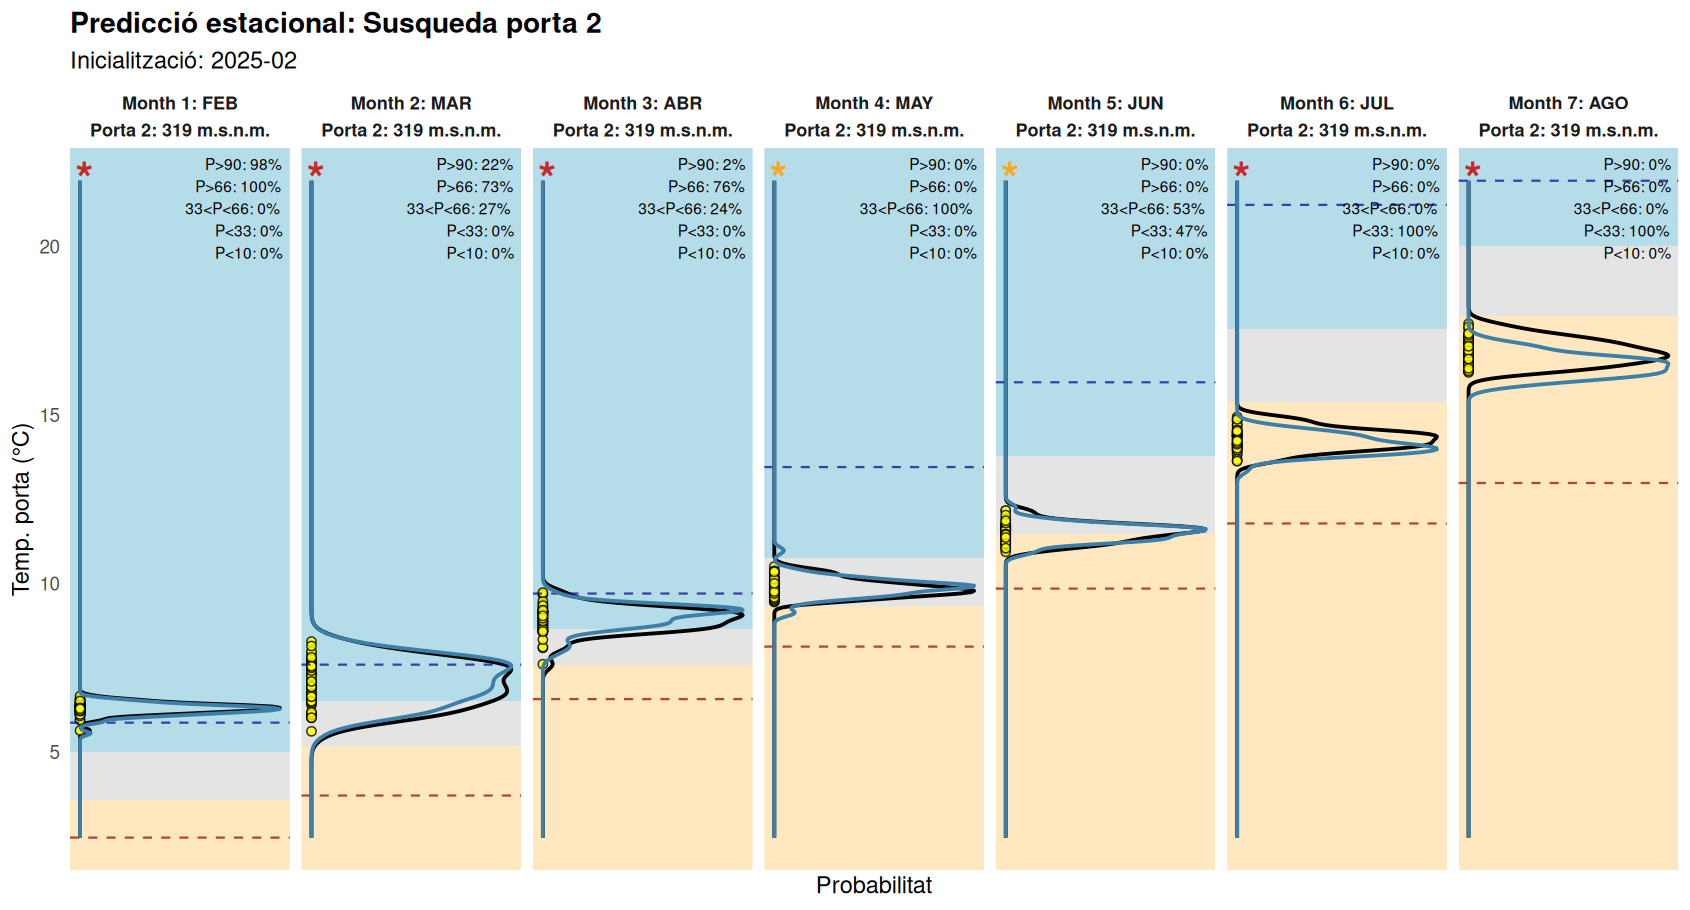 Predicció estacional: Susqueda porta 2
Inicialització: 2025-02
Month 1: FEB
Porta 2: 319 m.s.n.m.
Month 2: MAR
Porta 2: 319 m.s.n.m.
Month 3: ABR
Porta 2: 319 m.s.n.m.
Month 4: MAY
Porta 2: 319 m.s.n.m.
Month 5: JUN
Porta 2: 319 m.s.n.m.
Month 6: JUL
Porta 2: 319 m.s.n.m.
Month 7: AGO
Porta 2: 319 m.s.n.m.
*
P>90: 98%
P>66: 100%
33<P<66: 0%
P<33: 0%
P<10: 0%
*
P>90: 22%
P>66: 73%
33<P<66: 27%
P<33: 0%
P<10: 0%
*
P>90: 2%
P>66: 76%
33<P<66: 24%
P<33: 0%
P<10: 0%
*
P>90: 0%
P>66: 0%
33<P<66: 100%
P<33: 0%
P<10: 0%
*
P>90: 0%
P>66: 0%
33<P<66: 53%
P<33: 47%
P<10: 0%
*
P>90: 0%
P>66: 0%
33<P<66: 0%
P<33: 100%
P<10: 0%
*
P>90: 0%
P>66: 0%
33<P<66: 0%
P<33: 100%
P<10: 0%
20
15
10
5
Temp. porta (°C)
Probabilitat